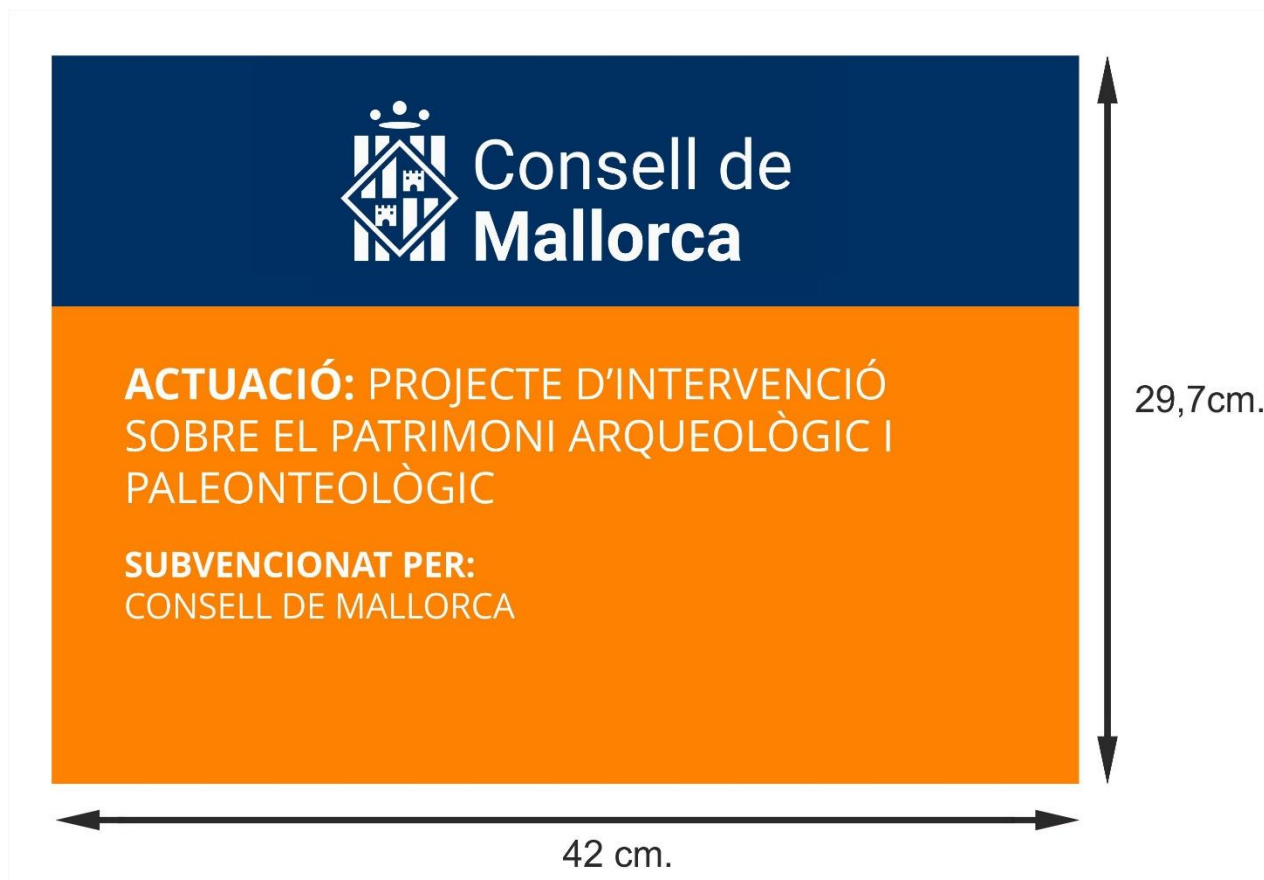 Consell de
Mallorca
ACTUACIÓ: PROJECTE D’INTERVENCIÓ
SOBRE EL PATRIMONI ARQUEOLÒGIC I
PALEONTEOLÒGIC
SUBVENCIONAT PER:
CONSELL DE MALLORCA
29,7cm.
42 cm.